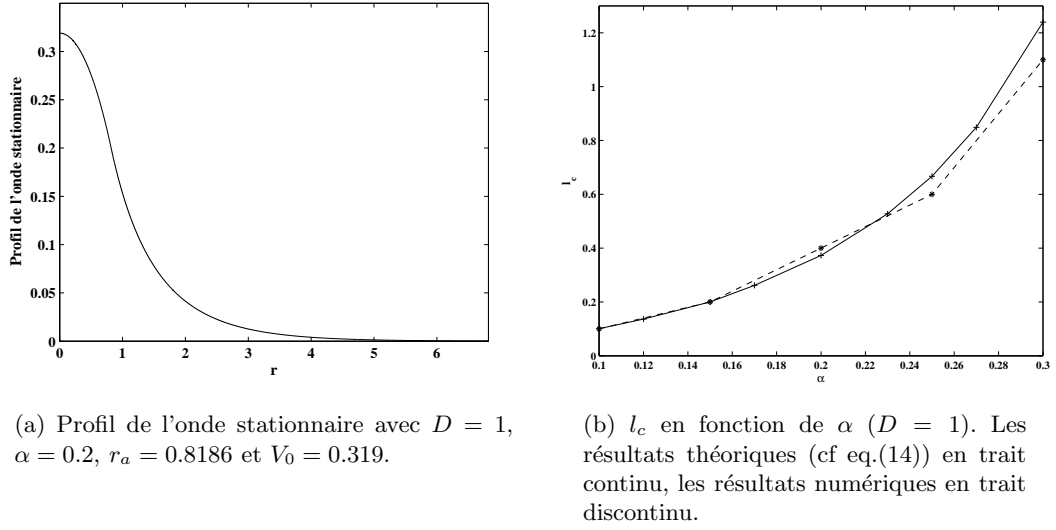 Profil de l'onde stationnaire
0.3
0.25
0.2
0.15
0.1
0.05
0
0 1 2 3 4 5 6
r
l_c
1.2
1
0.8
0.6
0.4
0.2
0
0.1 0.12 0.14 0.16 0.18 0.2 0.22 0.24 0.26 0.28 0.3
α
(a) Profil de l'onde stationnaire avec D = 1,
α = 0.2, r_a = 0.8186 et V_0 = 0.319.
(b) l_c en fonction de α (D = 1). Les
résultats théoriques (cf eq.(14)) en trait
continu, les résultats numériques en trait
discontinu.